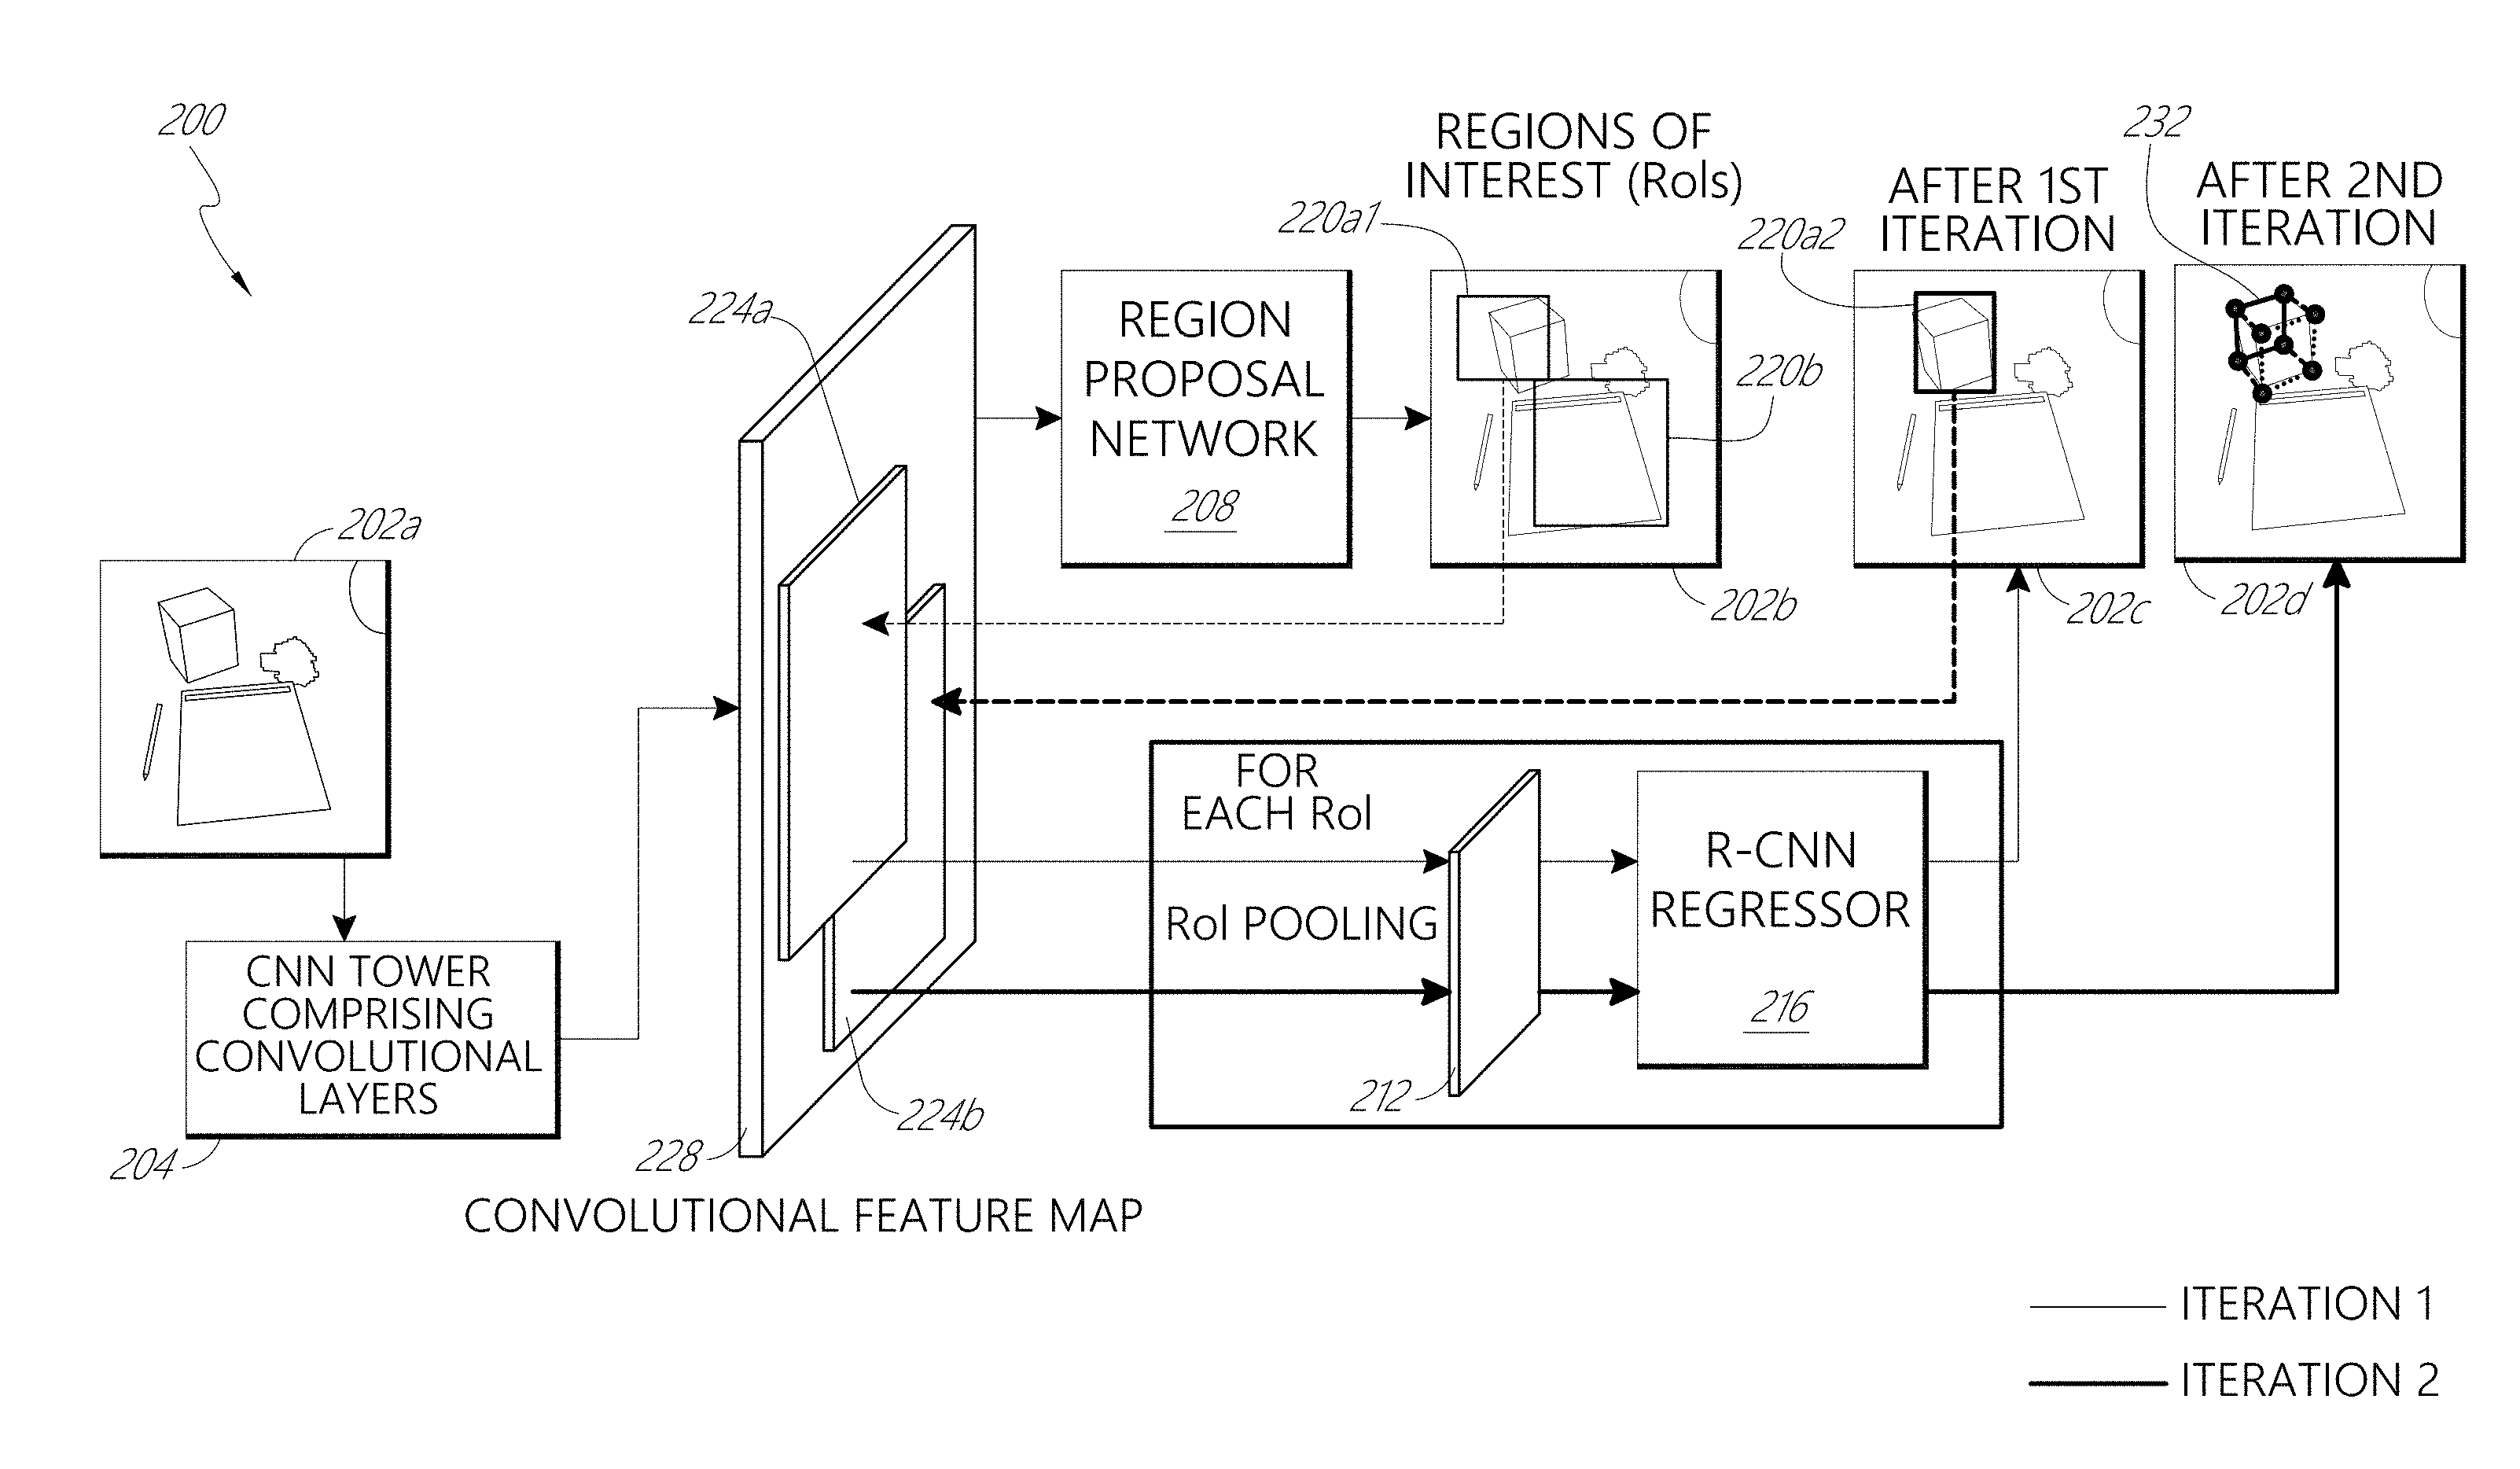 200
REGIONS OF
INTEREST (RoIs)
220a1
AFTER 1ST
ITERATION
220a2
232
AFTER 2ND
ITERATION
224a
REGION
PROPOSAL
NETWORK
208
220b
202a
202b
202c
202d
FOR
EACH RoI
RoI POOLING
R-CNN
REGRESSOR
216
212
CNN TOWER
COMPRISING
CONVOLUTIONAL
LAYERS
204
224b
228
CONVOLUTIONAL FEATURE MAP
ITERATION 1
ITERATION 2